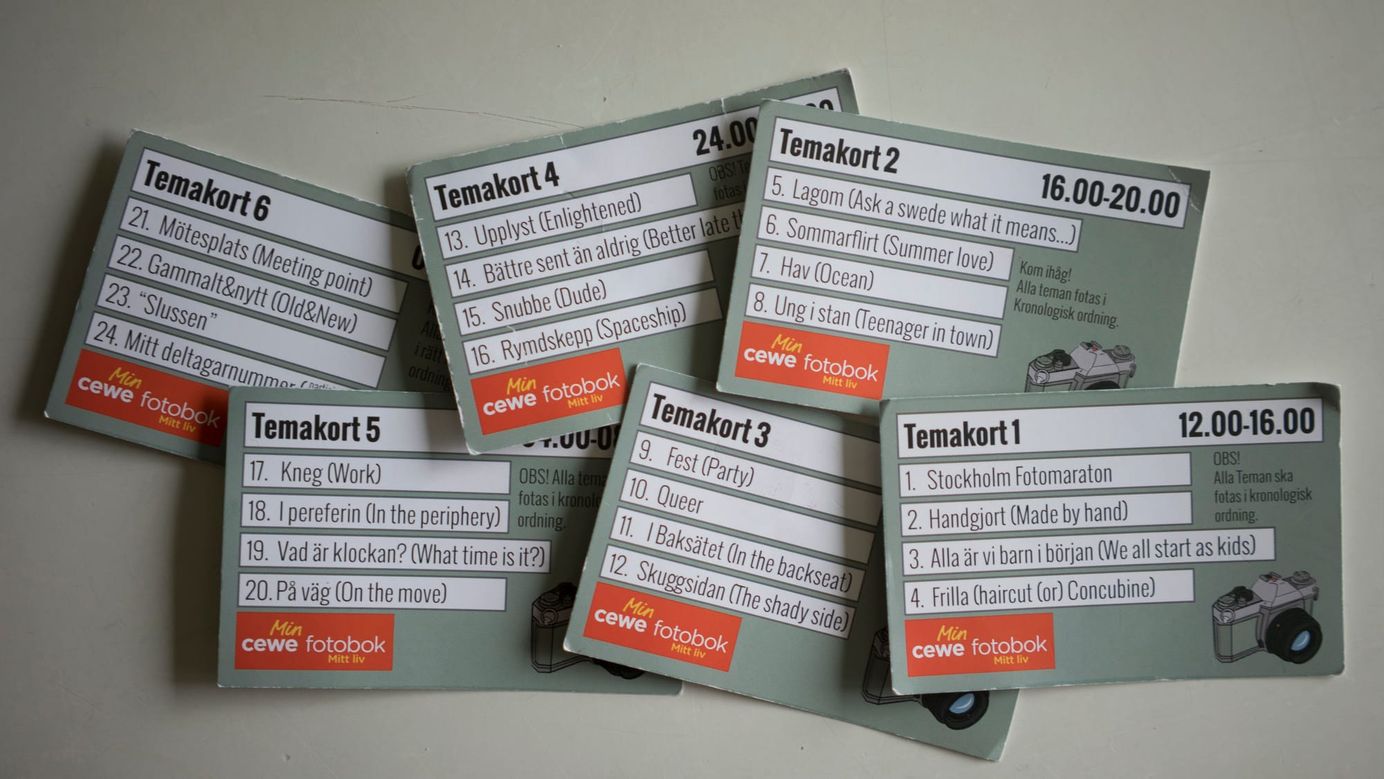 Temakort 6
21. Mötesplats (Meeting point)
22. Gammalt&nytt (Old&New)
23. “Slussen”
24. Mitt deltagarnummer (
i rätt
ordning.
Min
cewe fotobok
Mitt liv
Temakort 4
24.00
13. Upplyst (Enlightened)
14. Bättre sent än aldrig (Better late
15. Snubbe (Dude)
16. Rymdskepp (Spaceship)
OBS!
fotas
Min
cewe fotobok
Mitt liv
Temakort 2
16.00-20.00
5. Lagom (Ask a swede what it means...)
6. Sommarflirt (Summer love)
7. Hav (Ocean)
8. Ung i stan (Teenager in town)
Kom ihåg!
Alla teman fotas i
Kronologisk ordning.
Min
cewe fotobok
Mitt liv
Temakort 5
17. Kneg (Work)
18. I pereferin (In the periphery)
19. Vad är klockan? (What time is it?)
20. På väg (On the move)
OBS! Alla
fotas i
ordning.
Min
cewe fotobok
Mitt liv
Temakort 3
9. Fest (Party)
10. Queer
11. I Baksätet (In the backseat)
12. Skuggsidan (The shady side)
Min
cewe fotobok
Mitt liv
Temakort 1
12.00-16.00
1. Stockholm Fotomaraton
2. Handgjort (Made by hand)
3. Alla är vi barn i början (We all start as kids)
4. Frilla (haircut (or) Concubine)
OBS!
Alla Teman ska
fotas i kronologisk
ordning.
Min
cewe fotobok
Mitt liv